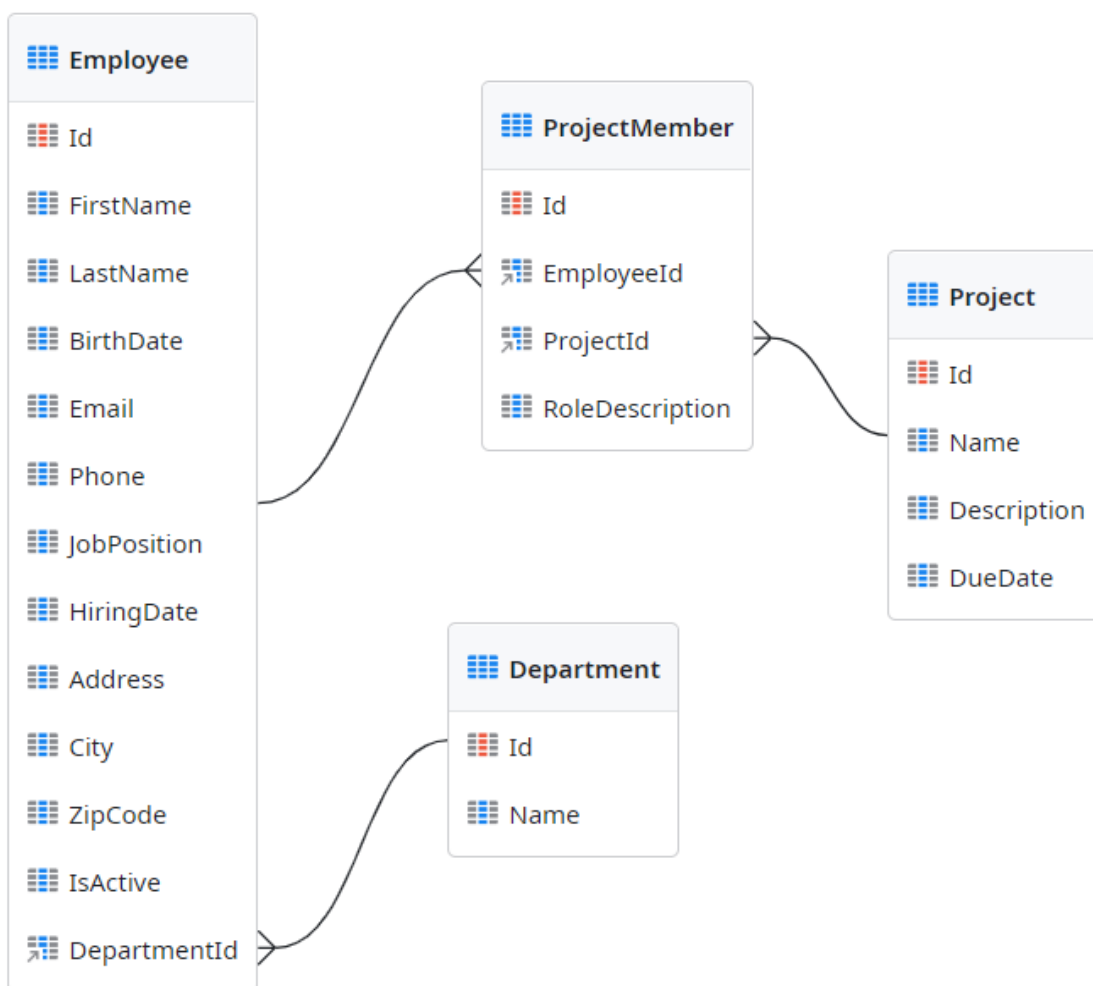 Employee
Id
FirstName
LastName
BirthDate
Email
Phone
JobPosition
HiringDate
Address
City
ZipCode
IsActive
DepartmentId
ProjectMember
Id
EmployeeId
ProjectId
RoleDescription
Department
Id
Name
Project
Id
Name
Description
DueDate